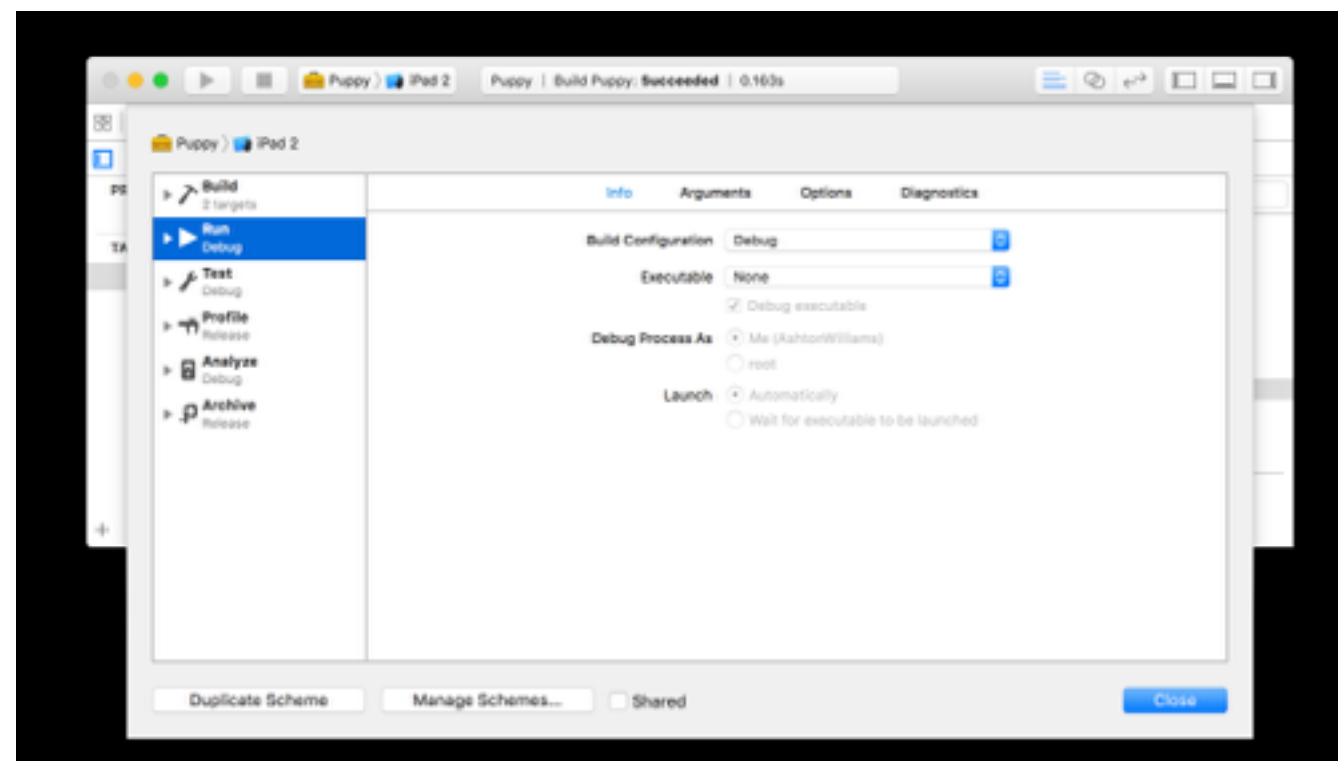 Puppy 〉 iPad 2
Puppy | Build Puppy: Succeeded | 0.163s
Puppy 〉 iPad 2
PR
TA
Build
2 targets
Run
Debug
Test
Debug
Profile
Release
Analyze
Debug
Archive
Release
Info Arguments Options Diagnostics
Build Configuration Debug
Executable None
Debug executable
Debug Process As Me (AshtonWilliams)
root
Launch Automatically
Wait for executable to be launched
Duplicate Scheme Manage Schemes... Shared Close